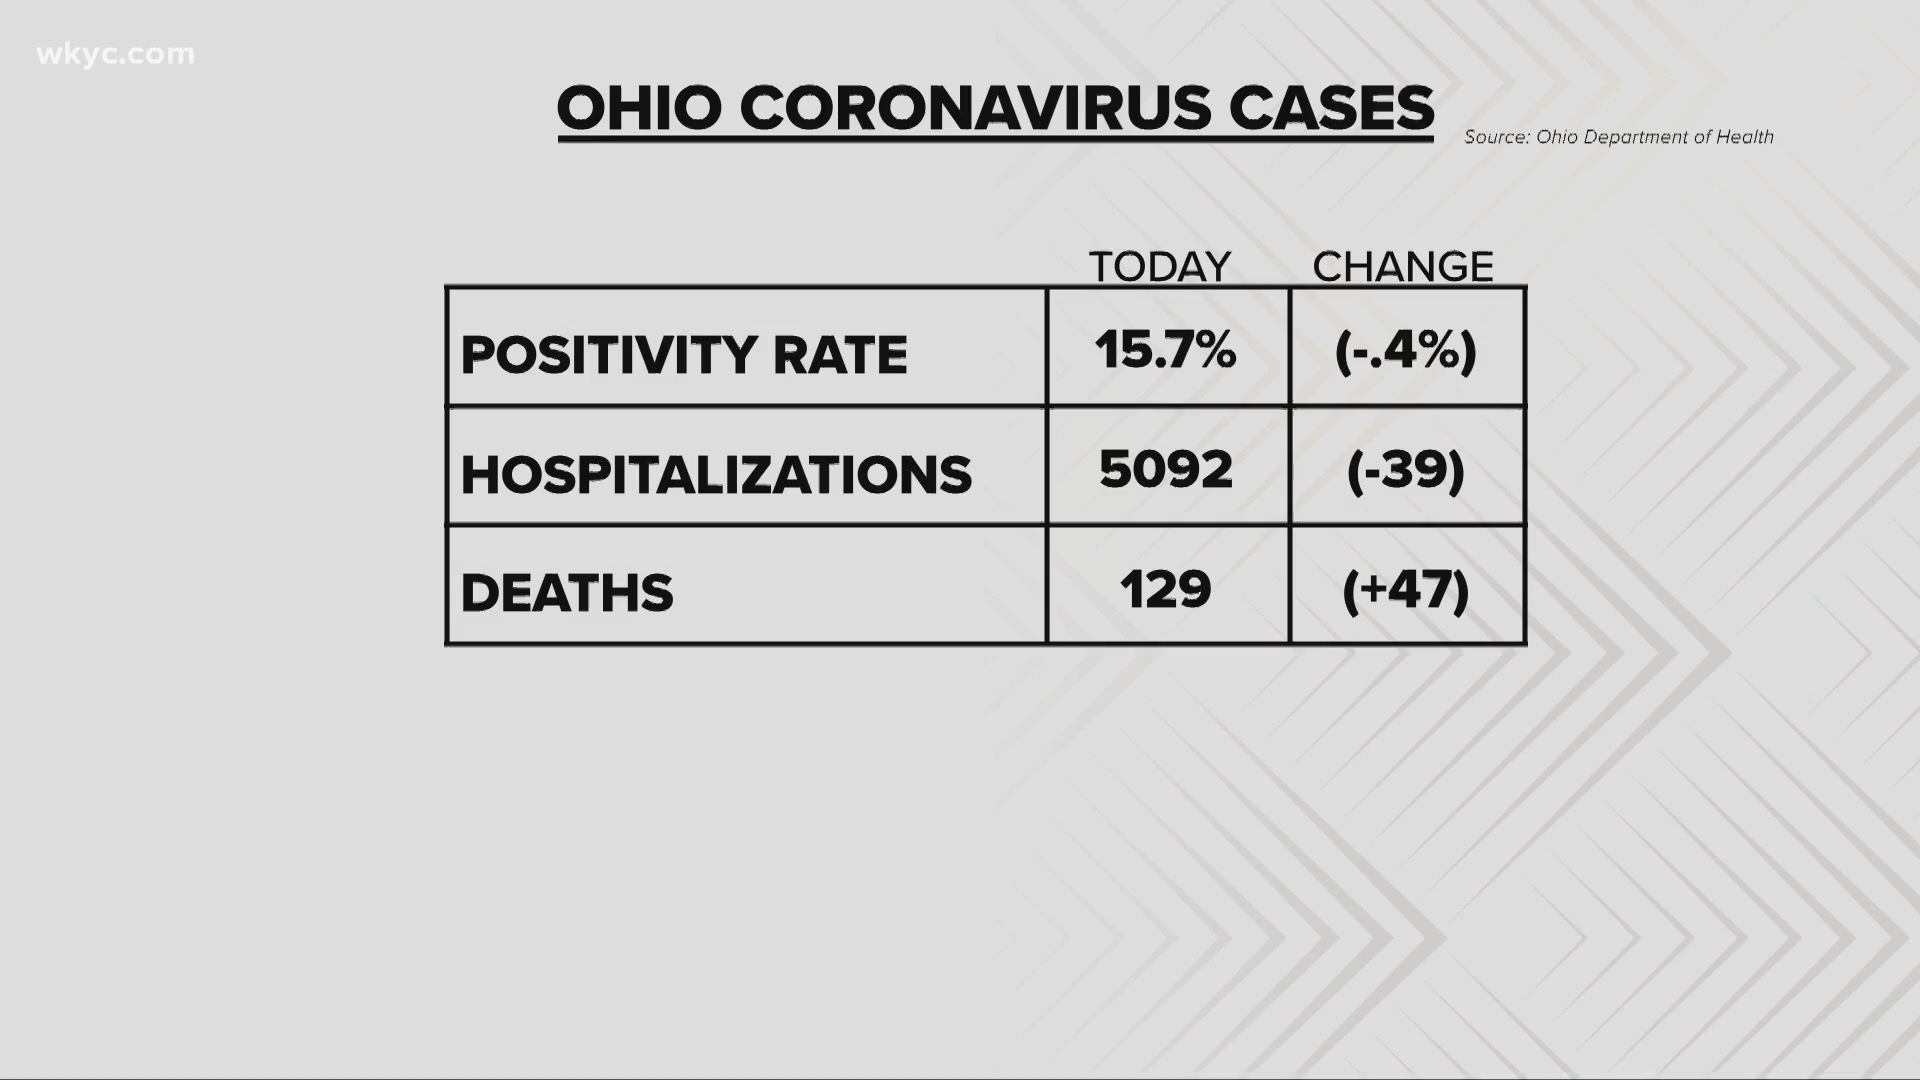 wkyc.com
OHIO CORONAVIRUS CASES
Source: Ohio Department of Health
TODAY CHANGE
POSITIVITY RATE 15.7% (-.4%)
HOSPITALIZATIONS 5092 (-39)
DEATHS 129 (+47)